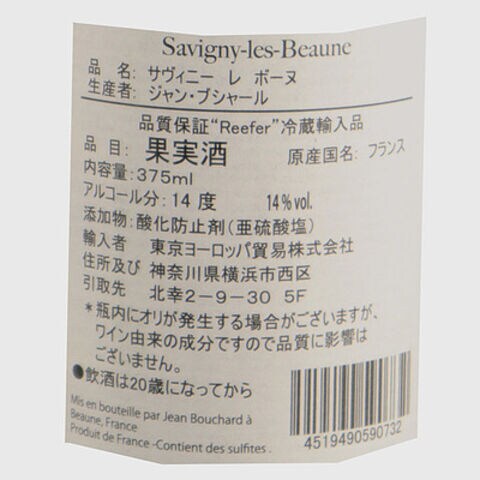 Savigny-les-Beaune
品 名: サヴィニー レ ボーヌ
生産者: ジャン・ブシャール
品質保証“Reefer”冷蔵輸入品
品 目: 果実酒 原産国名: フランス
内容量: 375ml
アルコール分: 14 度 14%vol.
添加物: 酸化防止剤(亜硫酸塩)
輸入者 東京ヨーロッパ貿易株式会社
住所及び 神奈川県横浜市西区
引取先 北幸2-9-30 5F
*瓶内にオリが発生する場合がございますが、
ワイン由来の成分ですので品質に影響は
ございません。
●飲酒は20歳になってから
Mis en bouteille par Jean Bouchard à
Beaune, France
Produit de France -Contient des sulfites .
4519490590732